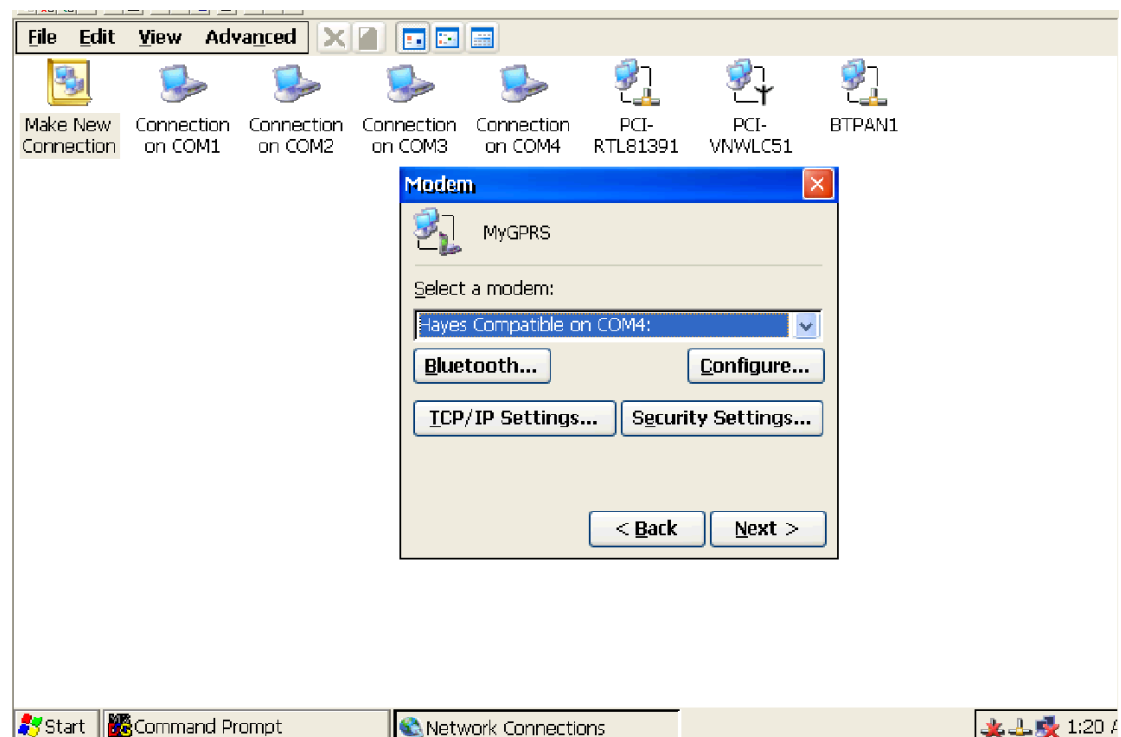 File Edit View Advanced
Make New Connection
Connection on COM1
Connection on COM2
Connection on COM3
Connection on COM4
PCI-RTL81391
PCI-VNWLC51
BTPAN1
Modem
MyGPRS
Select a modem:
Hayes Compatible on COM4:
Bluetooth...
Configure...
TCP/IP Settings...
Security Settings...
< Back
Next >
Start
Command Prompt
Network Connections
1:20 A